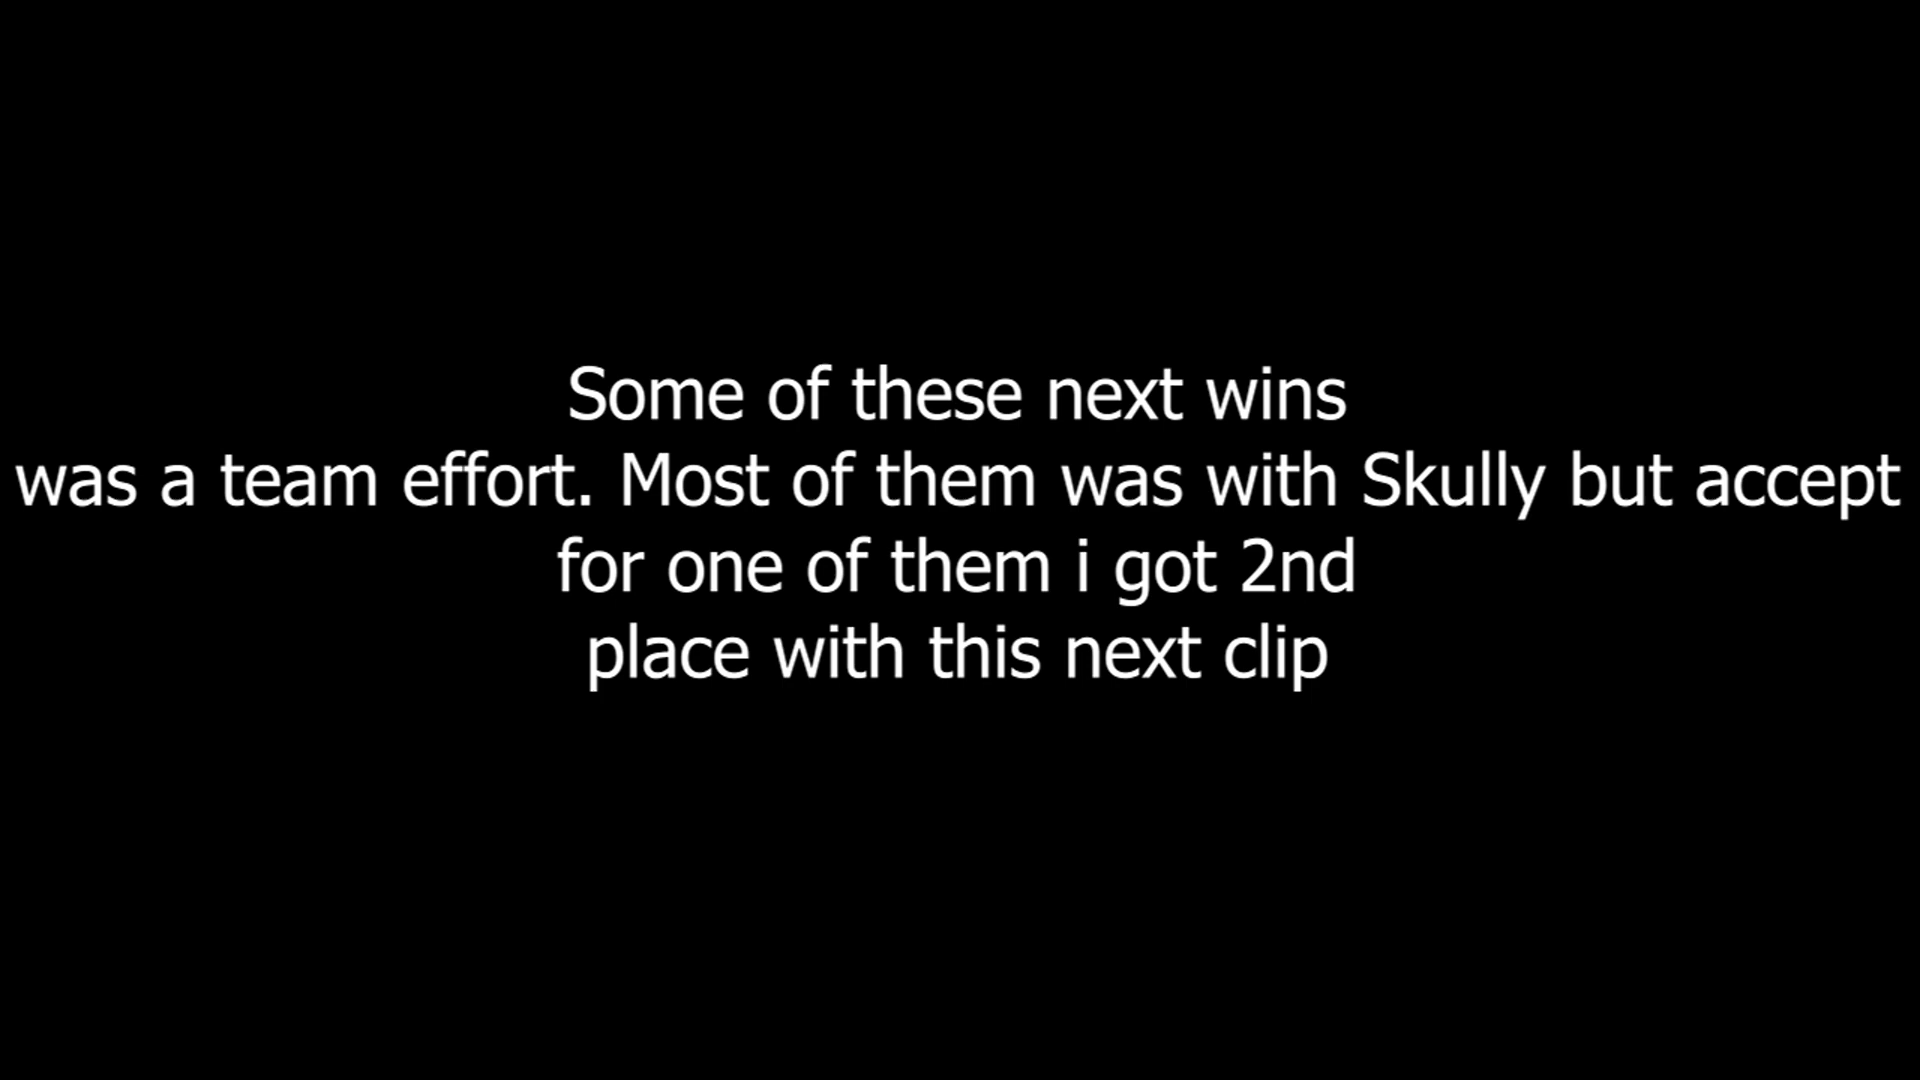 Some of these next wins
was a team effort. Most of them was with Skully but accept
for one of them i got 2nd
place with this next clip